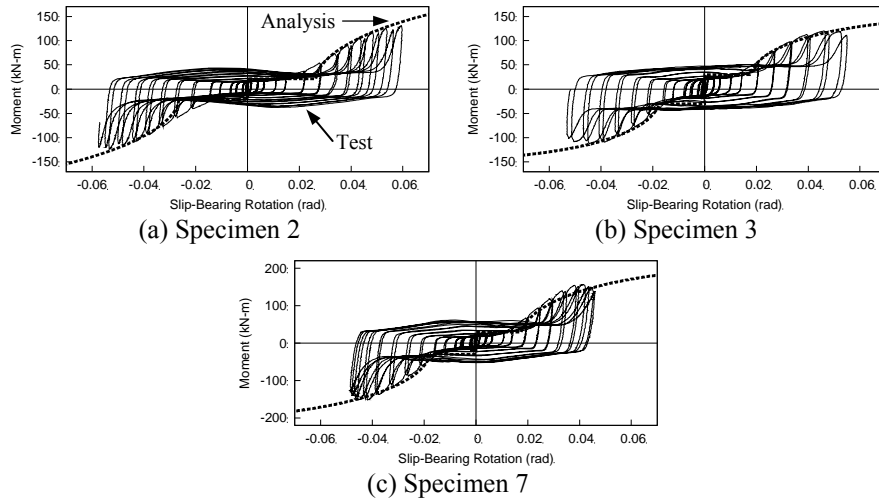 Analysis
Test
150.
100.
50.
0.
-50.
-100.
-150.
Moment (kN-m)
-0.06. -0.04. -0.02. 0. 0.02. 0.04. 0.06.
Slip-Bearing Rotation (rad).
(a) Specimen 2
150.
100.
50.
0.
-50.
-100.
-150.
Moment (kN-m)
-0.06. -0.04. -0.02. 0. 0.02. 0.04. 0.06.
Slip-Bearing Rotation (rad).
(b) Specimen 3
200.
100.
0.
-100.
-200.
Moment (kN-m)
-0.06. -0.04. -0.02. 0. 0.02. 0.04. 0.06.
Slip-Bearing Rotation (rad).
(c) Specimen 7